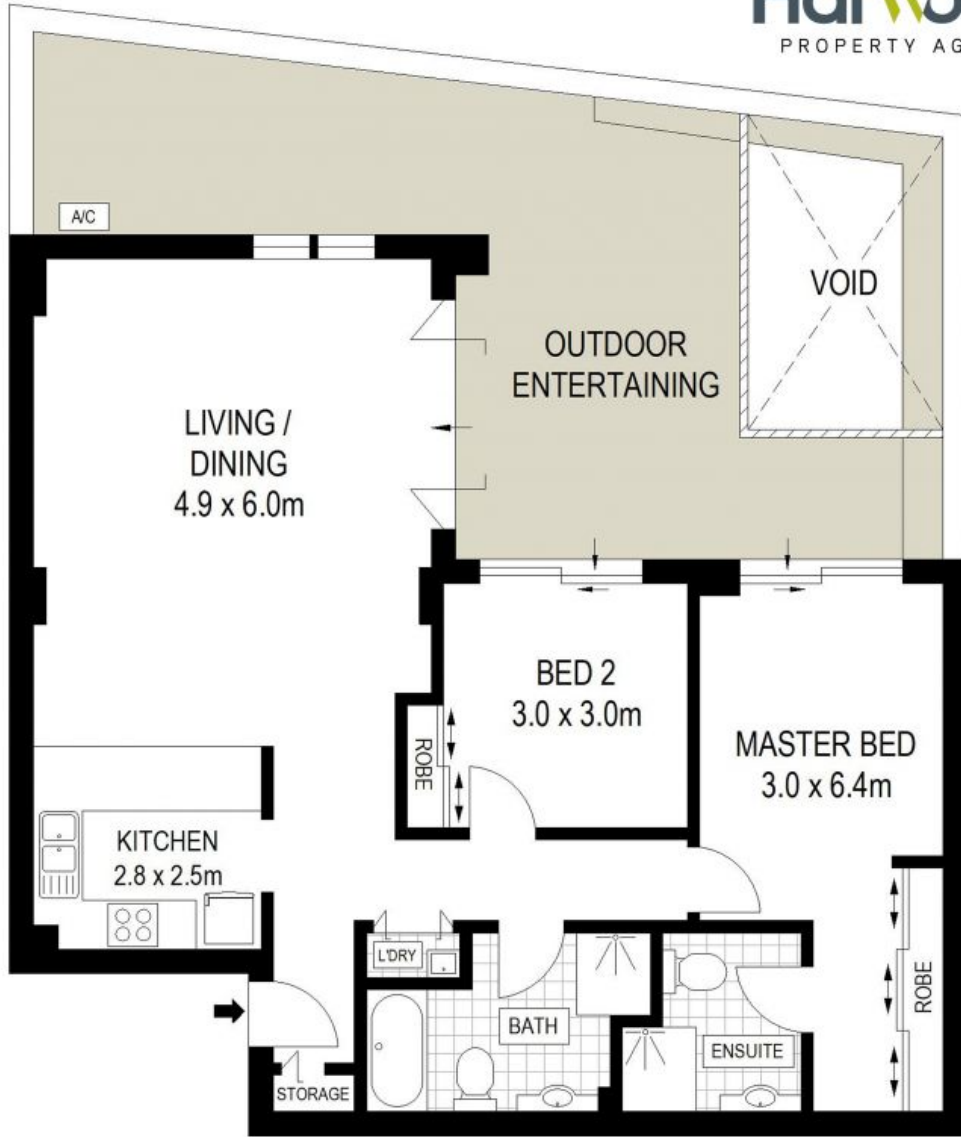 PROPERTY AG
A/C
VOID
OUTDOOR
ENTERTAINING
LIVING /
DINING
4.9 x 6.0m
BED 2
3.0 x 3.0m
ROBE
MASTER BED
3.0 x 6.4m
KITCHEN
2.8 x 2.5m
L'DRY
BATH
ENSUITE
ROBE
STORAGE